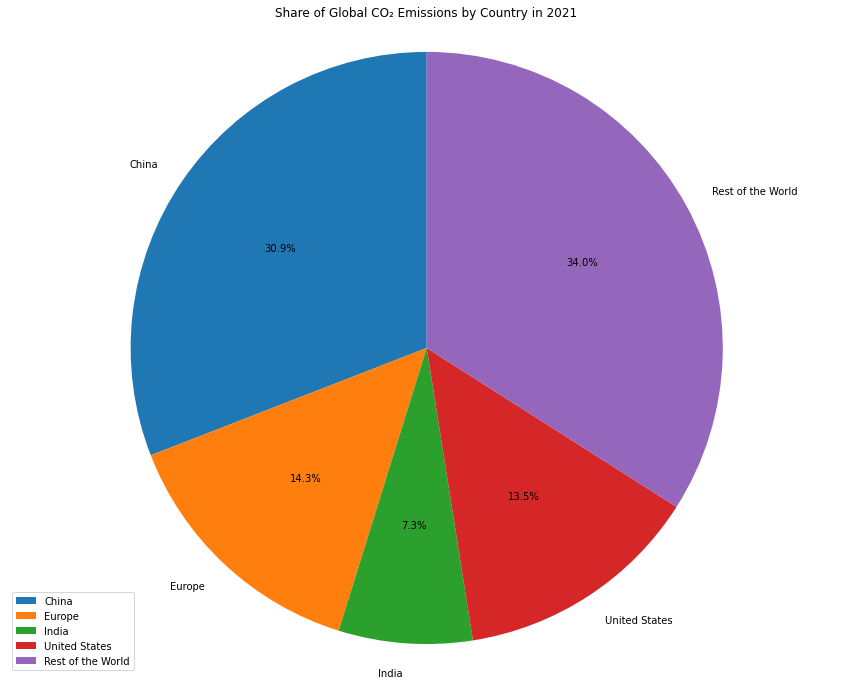 Share of Global CO₂ Emissions by Country in 2021
China
Rest of the World
30.9%
34.0%
14.3%
13.5%
7.3%
Europe
United States
India
China
Europe
India
United States
Rest of the World